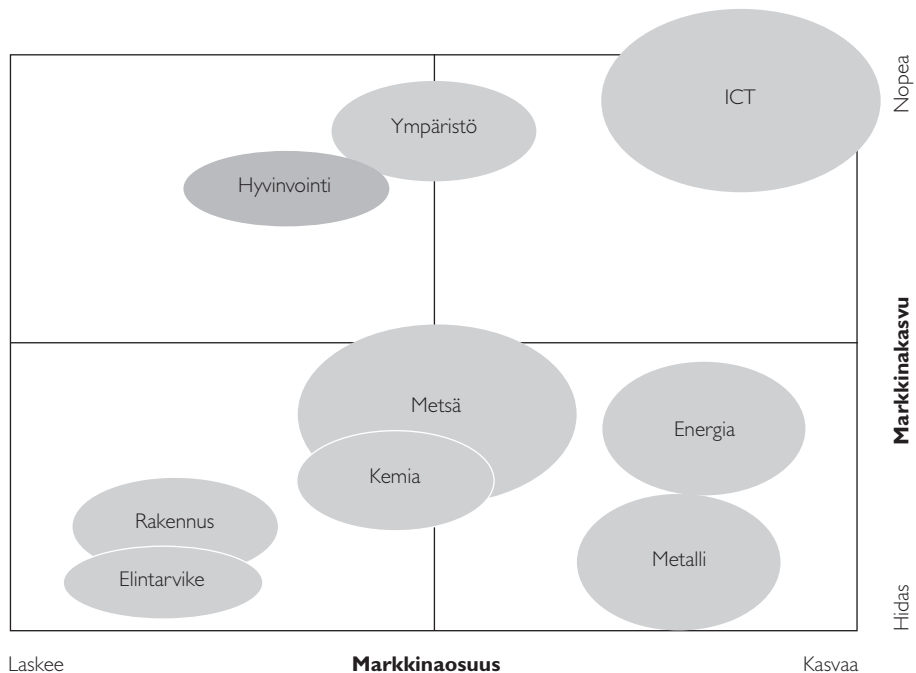 Nopea
ICT
Ympäristö
Hyvinvointi
Markkinakasvu
Metsä
Energia
Kemia
Rakennus
Metalli
Elintarvike
Hidas
Laskee
Markkinaosuus
Kasvaa